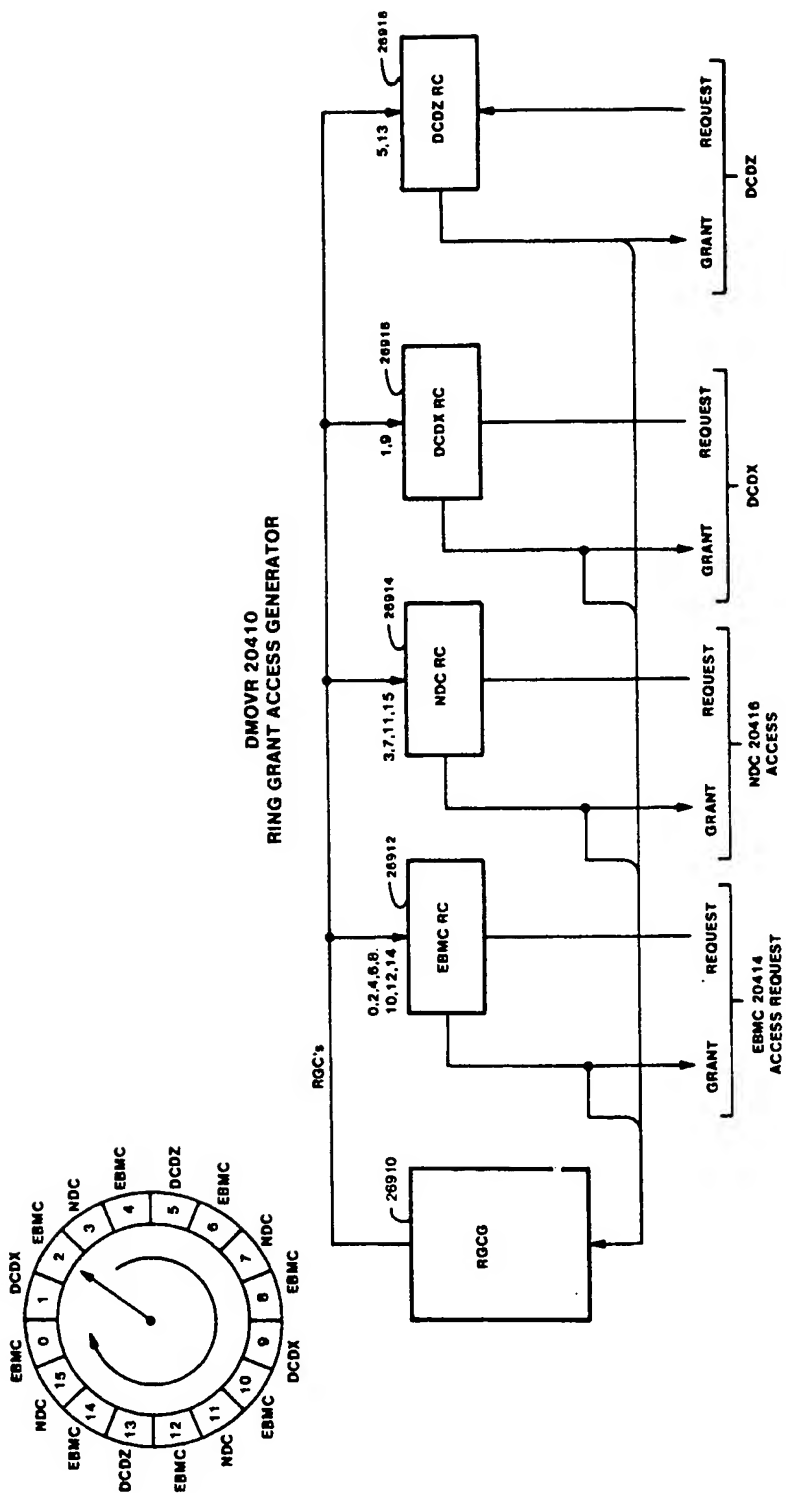 DMOVR 20410
RING GRANT ACCESS GENERATOR
EBMC
DCDX
EBMC
NDC
EBMC
DCDZ
EBMC
NDC
EBMC
DCDX
EBMC
NDC
EBMC
DCDZ
EBMC
NDC
0
1
2
3
4
5
6
7
8
9
10
11
12
13
14
15
RGC's
26910
RGCG
0,2,4,6,8.
10,12,14
26912
EBMC RC
3,7,11,15
26914
NDC RC
1,9
26916
DCDX RC
5,13
26918
DCDZ RC
GRANT REQUEST
EBMC 20414
ACCESS REQUEST
GRANT REQUEST
NDC 20416
ACCESS
GRANT REQUEST
DCDX
GRANT REQUEST
DCDZ